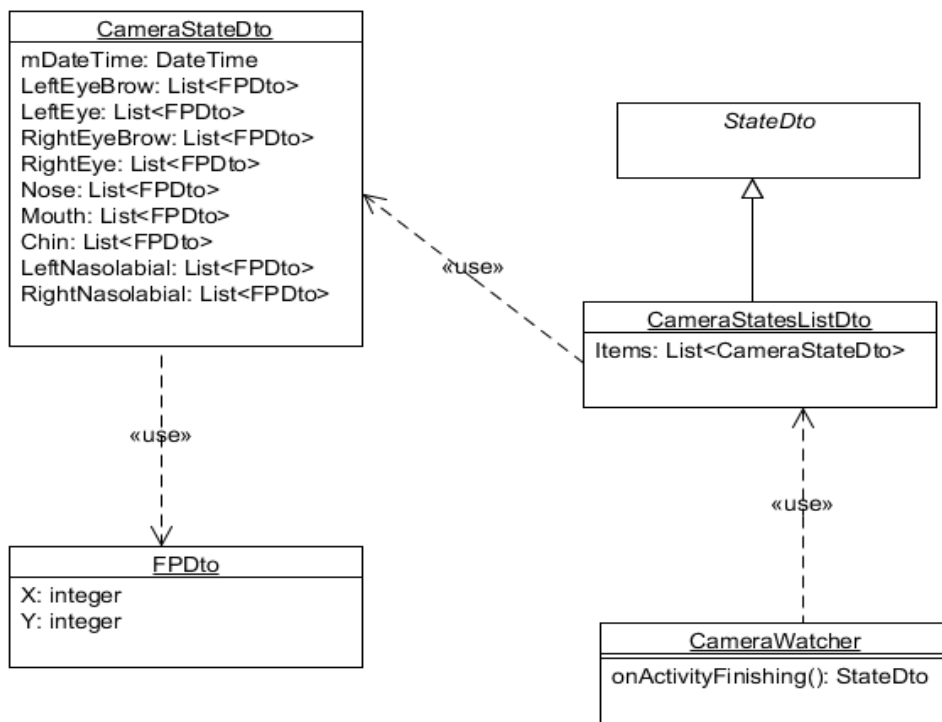 CameraStateDto
mDateTime: DateTime
LeftEyeBrow: List<FPDto>
LeftEye: List<FPDto>
RightEyeBrow: List<FPDto>
RightEye: List<FPDto>
Nose: List<FPDto>
Mouth: List<FPDto>
Chin: List<FPDto>
LeftNasolabial: List<FPDto>
RightNasolabial: List<FPDto>
StateDto
«use»
CameraStatesListDto
Items: List<CameraStateDto>
«use»
«use»
FPDto
X: integer
Y: integer
CameraWatcher
onActivityFinishing(): StateDto